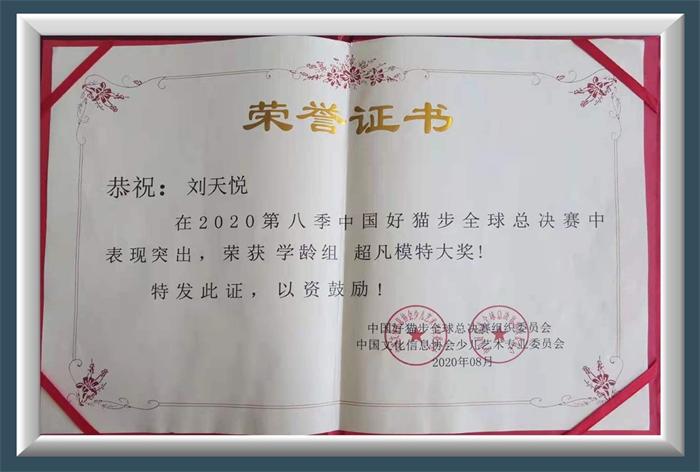 荣誉证书
恭祝：刘天悦
在2020第八季中国好猫步全球总决赛中
表现突出，荣获 学龄组 超凡模特大奖！
特发此证，以资鼓励！
中国好猫步全球总决赛组织委员会
中国文化信息协会少儿艺术专业委员会
2020年08月